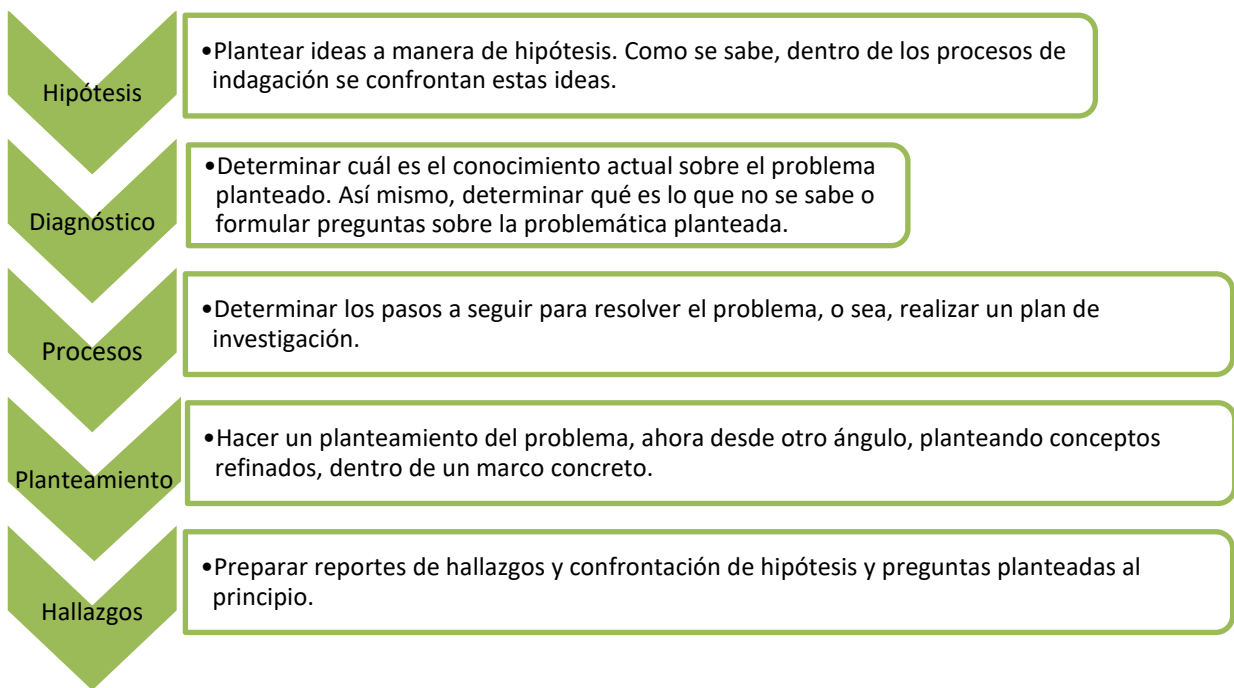 Hipótesis
•Plantear ideas a manera de hipótesis. Como se sabe, dentro de los procesos de
indagación se confrontan estas ideas.
Diagnóstico
•Determinar cuál es el conocimiento actual sobre el problema
planteado. Así mismo, determinar qué es lo que no se sabe o
formular preguntas sobre la problemática planteada.
Procesos
•Determinar los pasos a seguir para resolver el problema, o sea, realizar un plan de
investigación.
Planteamiento
•Hacer un planteamiento del problema, ahora desde otro ángulo, planteando conceptos
refinados, dentro de un marco concreto.
Hallazgos
•Preparar reportes de hallazgos y confrontación de hipótesis y preguntas planteadas al
principio.